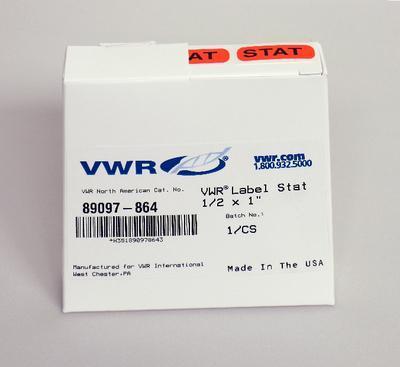 AT STAT
VWR
vwr.com
1.800.932.5000
VWR North American Cat. No.
89097-864
VWR® Label Stat
1/2 x 1"
Batch No.:
1/CS
Manufactured for VWR International
West Chester,PA
Made In The USA